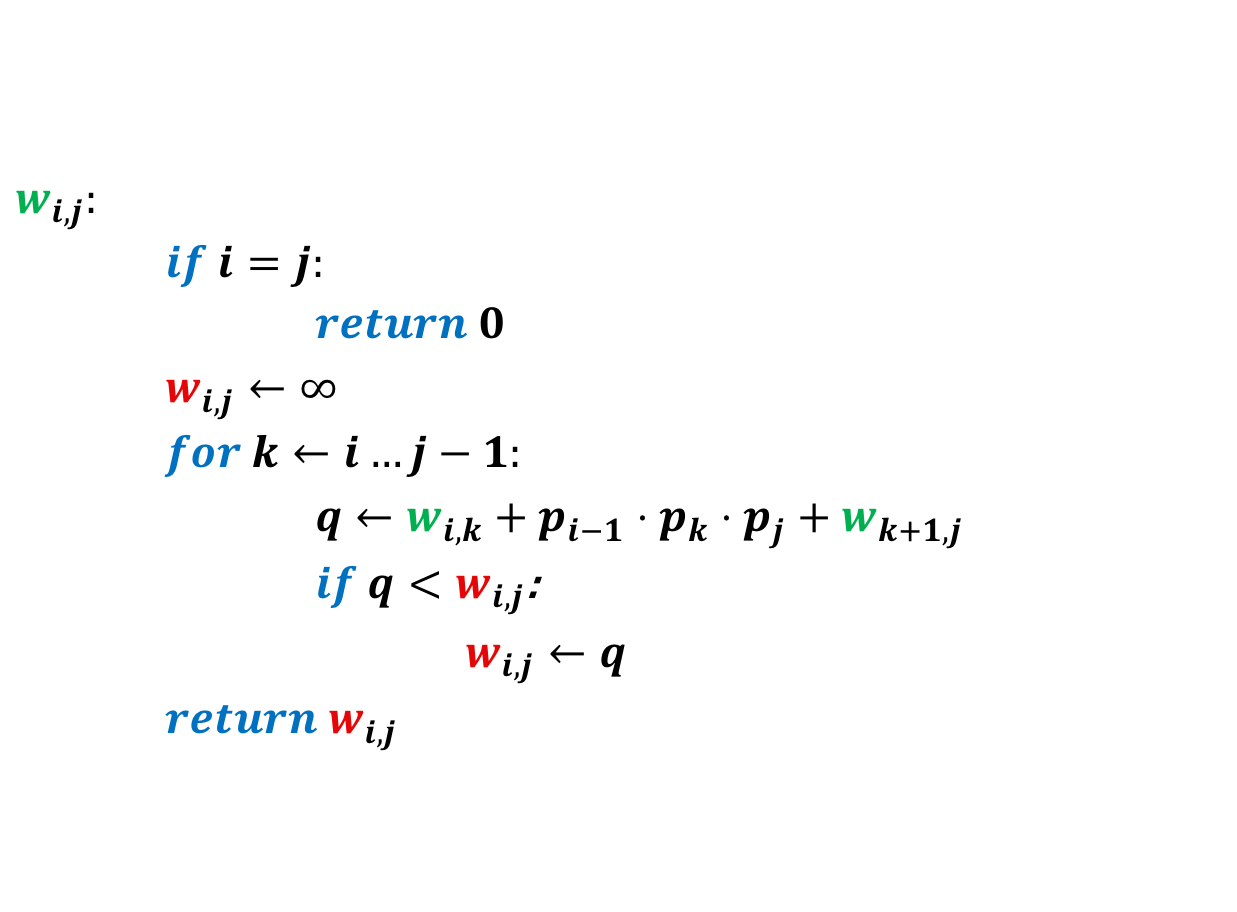 w_{i,j}:
if i = j:
return 0
w_{i,j} ← ∞
for k ← i … j − 1:
q ← w_{i,k} + p_{i−1} · p_k · p_j + w_{k+1,j}
if q < w_{i,j}:
w_{i,j} ← q
return w_{i,j}